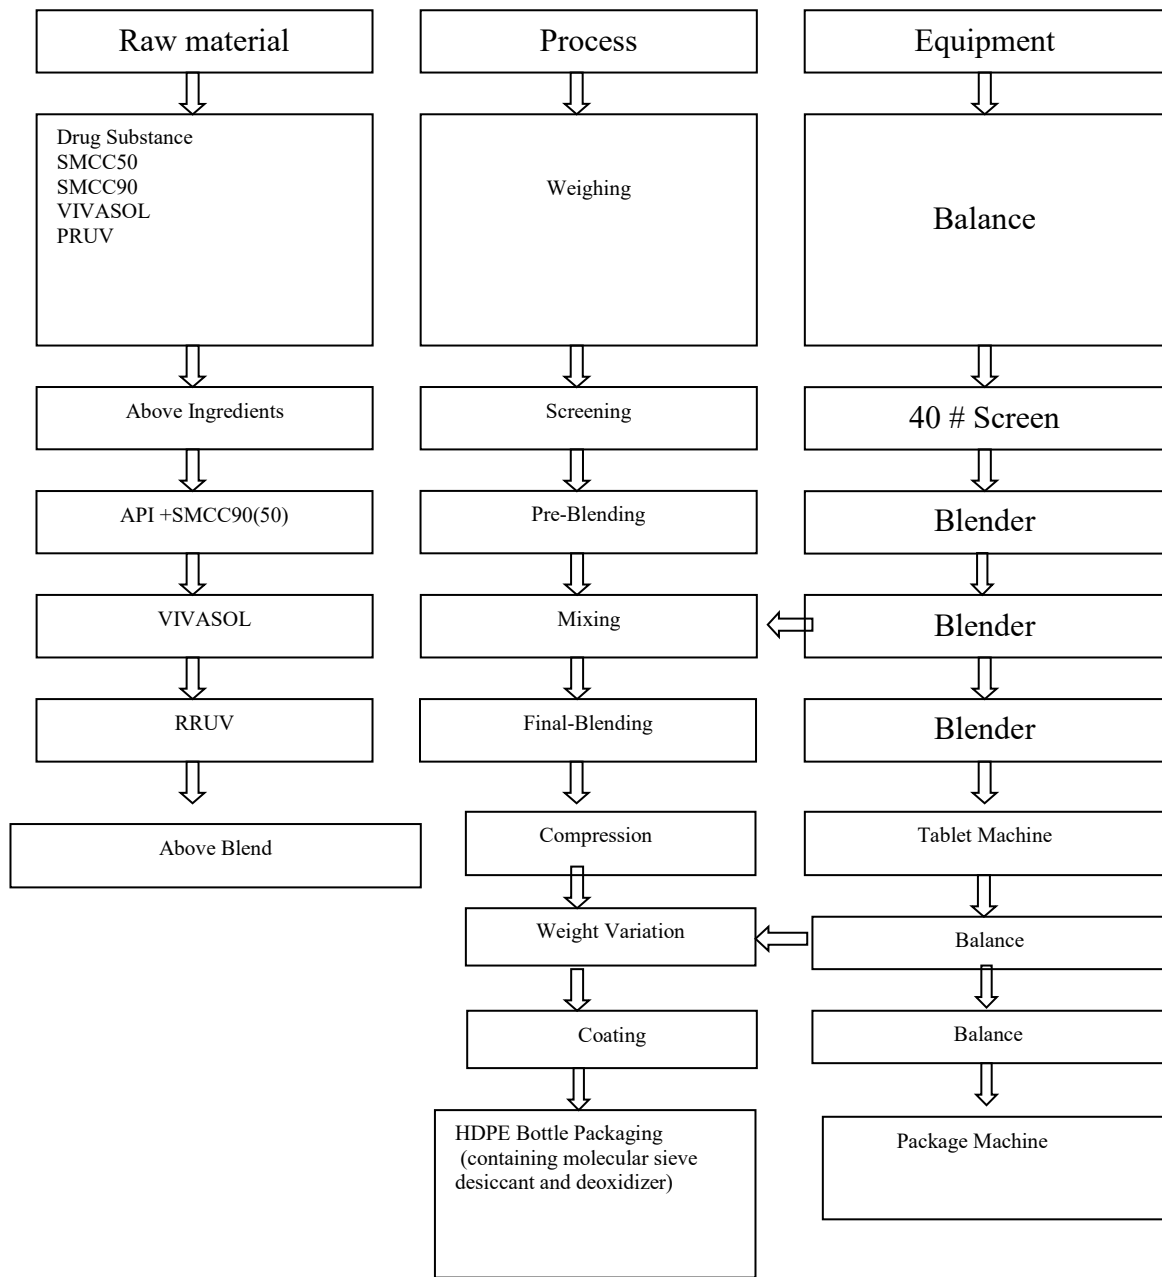 Raw material
Process
Equipment
Drug Substance
SMCC50
SMCC90
VIVASOL
PRUV
Weighing
Balance
Above Ingredients
Screening
40 # Screen
API +SMCC90(50)
Pre-Blending
Blender
VIVASOL
Mixing
Blender
RRUV
Final-Blending
Blender
Above Blend
Compression
Tablet Machine
Weight Variation
Balance
Coating
Balance
HDPE Bottle Packaging
(containing molecular sieve
desiccant and deoxidizer)
Package Machine